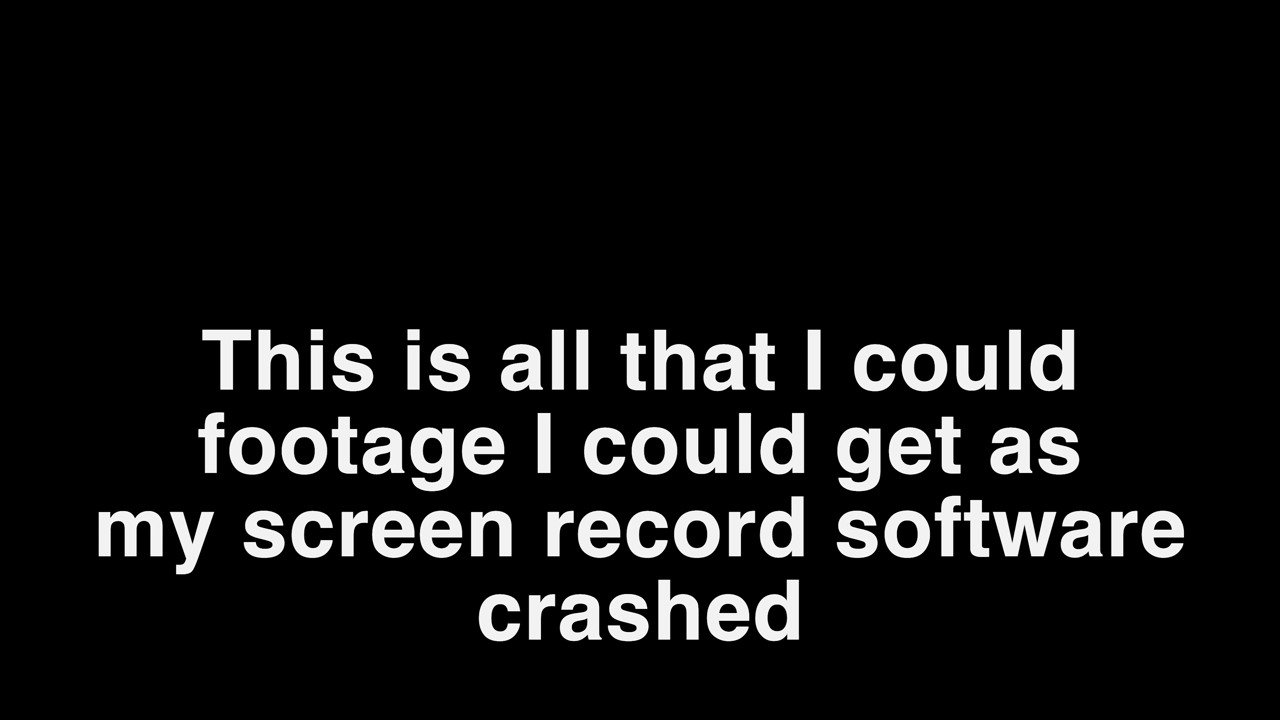 This is all that I could
footage I could get as
my screen record software
crashed